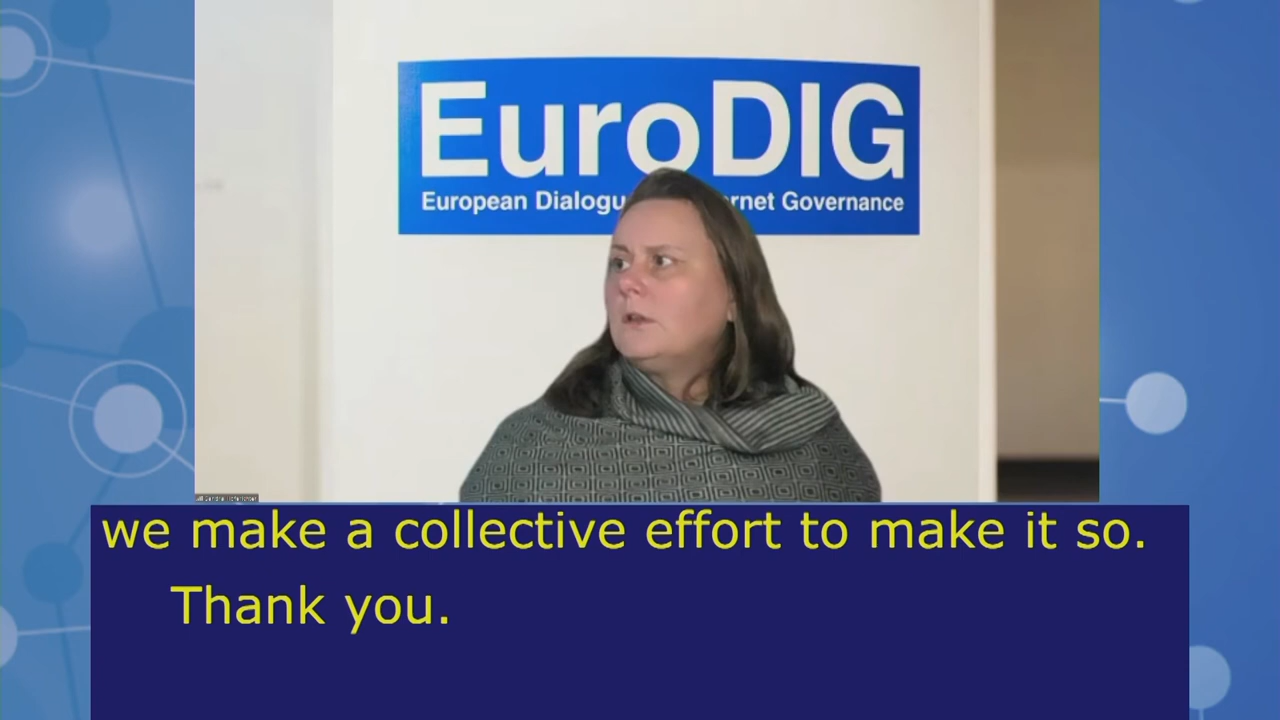 EuroDIG
European Dialogu rnet Governance
we make a collective effort to make it so.
Thank you.